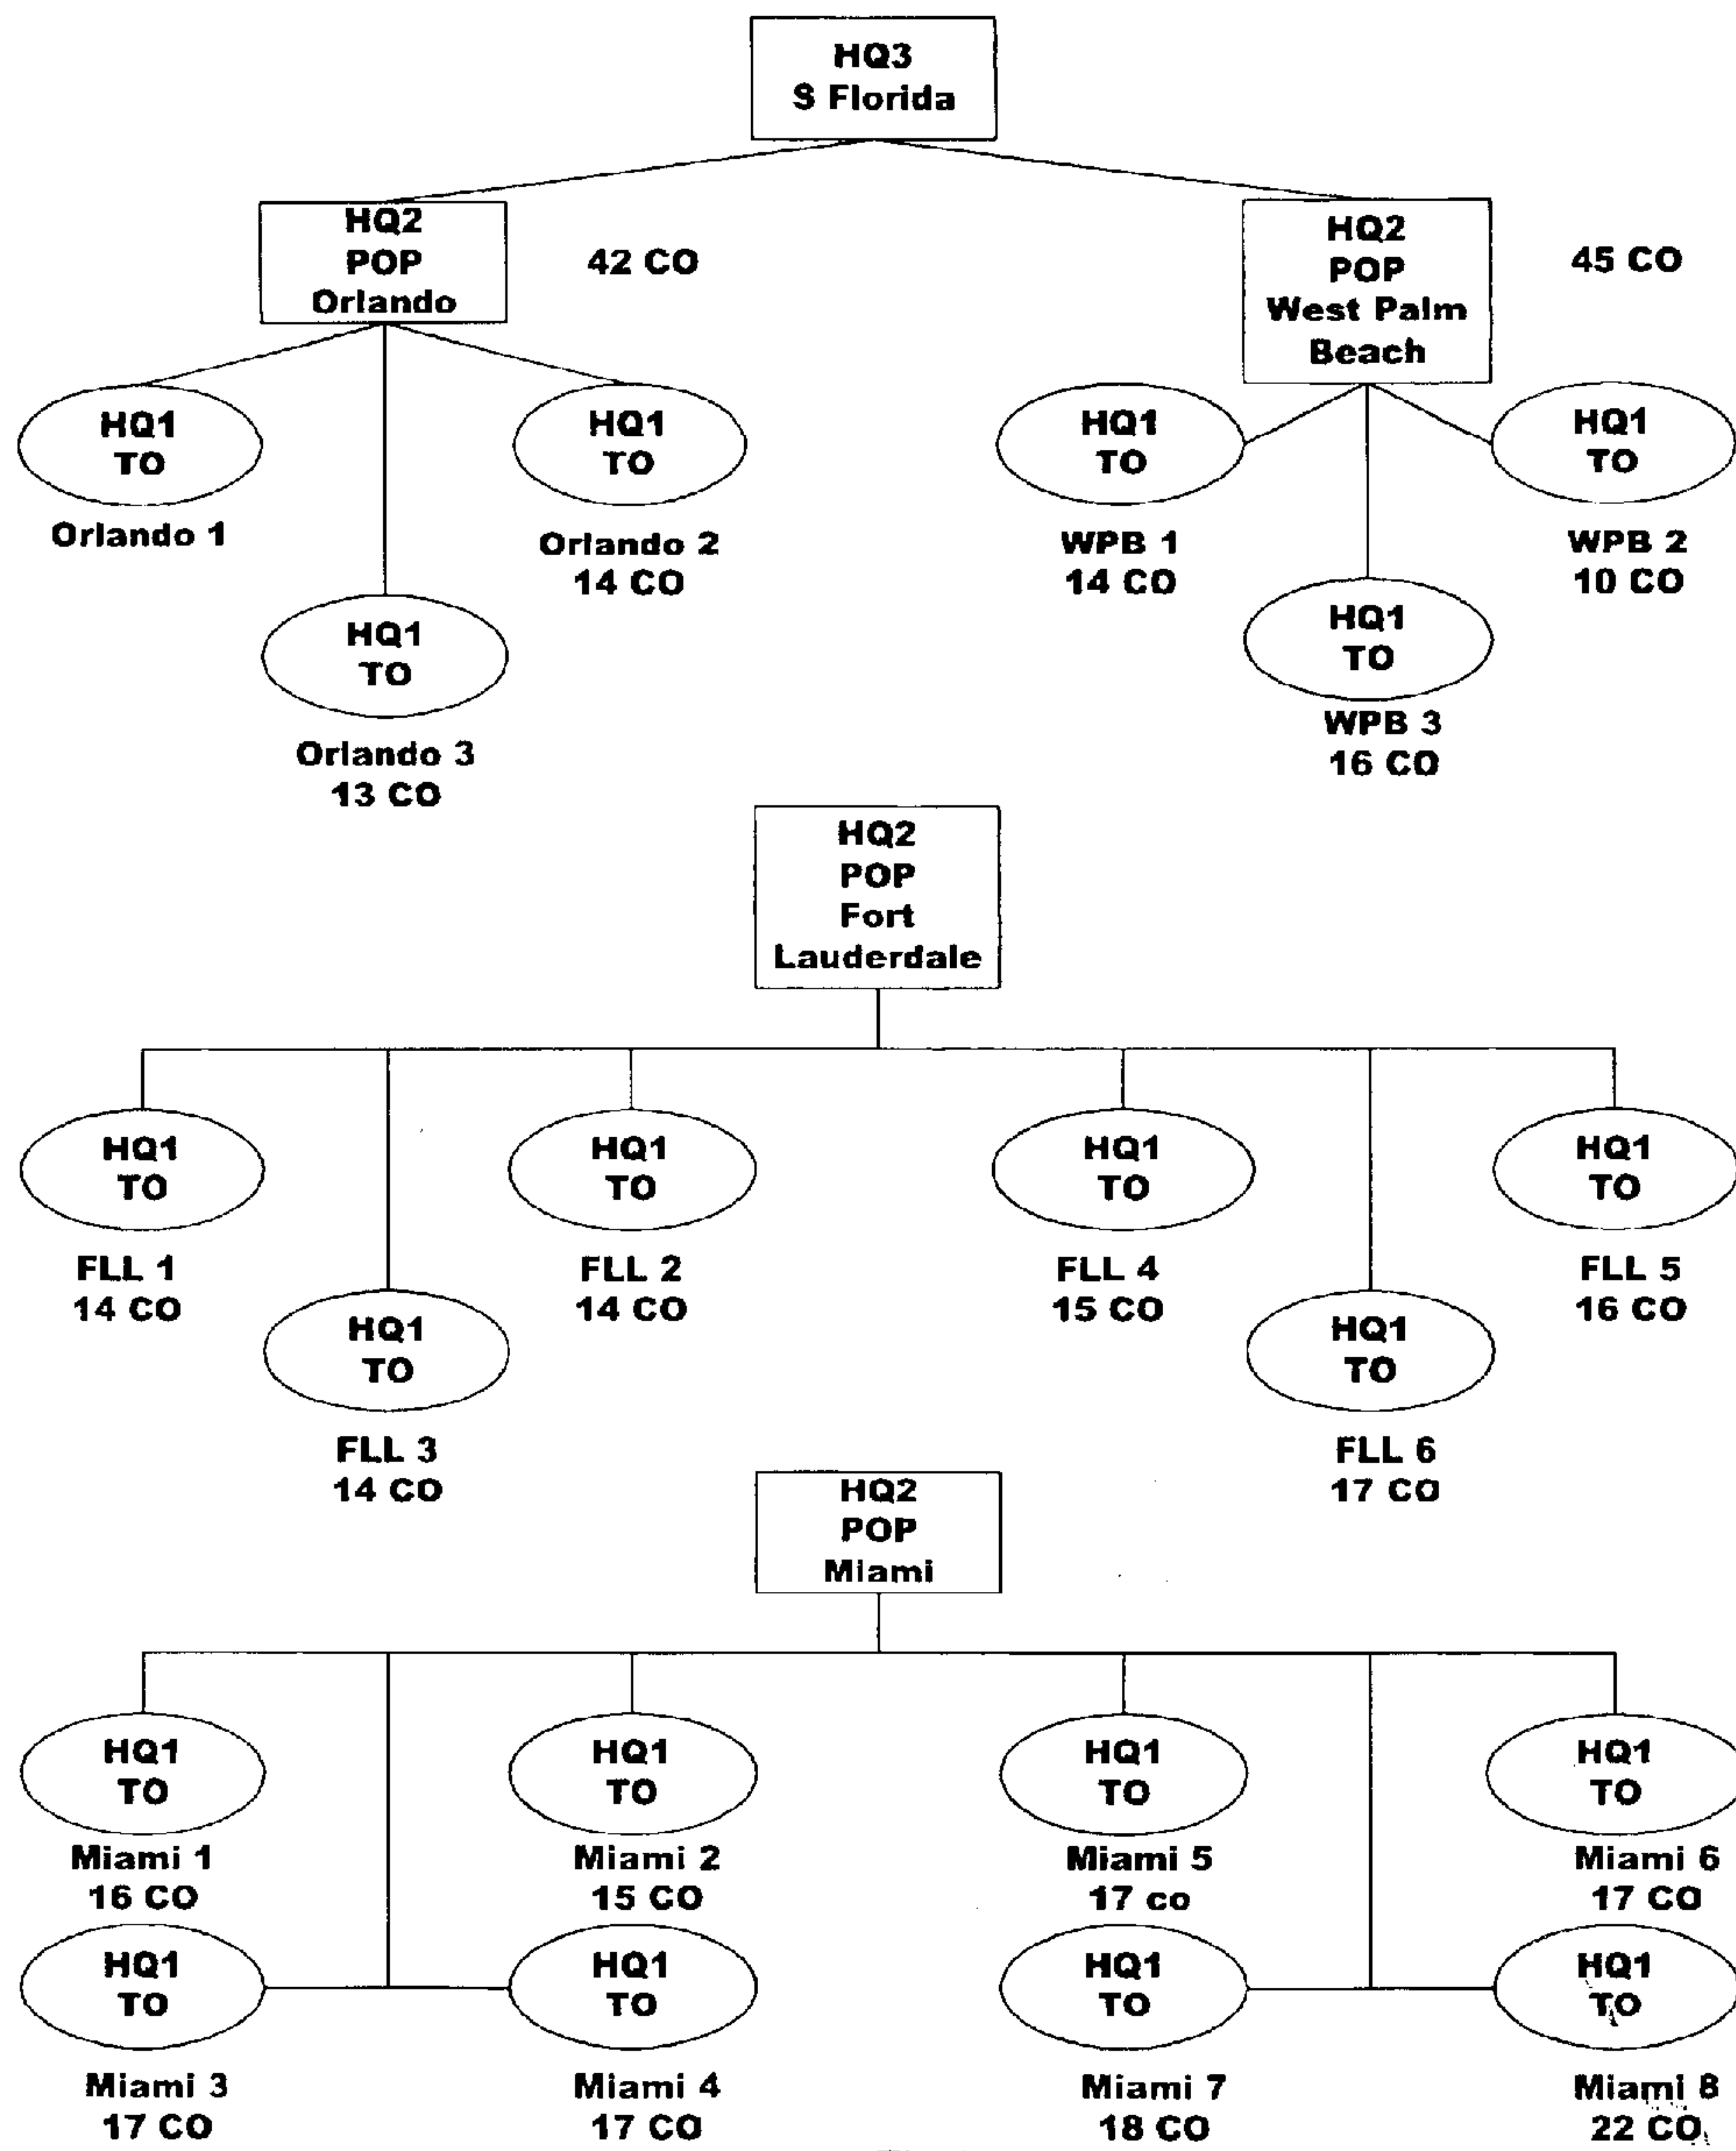 HQ3
S Florida
HQ2
POP
Orlando
42 CO
HQ2
POP
West Palm
Beach
45 CO
HQ1
TO
Orlando 1
HQ1
TO
Orlando 2
14 CO
HQ1
TO
Orlando 3
13 CO
HQ1
TO
WPB 1
14 CO
HQ1
TO
WPB 2
10 CO
HQ1
TO
WPB 3
16 CO
HQ2
POP
Fort
Lauderdale
HQ1
TO
FLL 1
14 CO
HQ1
TO
FLL 3
14 CO
HQ1
TO
FLL 2
14 CO
HQ1
TO
FLL 4
15 CO
HQ1
TO
FLL 6
17 CO
HQ1
TO
FLL 5
16 CO
HQ2
POP
Miami
HQ1
TO
Miami 1
16 CO
HQ1
TO
Miami 2
15 CO
HQ1
TO
Miami 5
17 co
HQ1
TO
Miami 6
17 CO
HQ1
TO
Miami 3
17 CO
HQ1
TO
Miami 4
17 CO
HQ1
TO
Miami 7
18 CO
HQ1
TO
Miami 8
22 CO